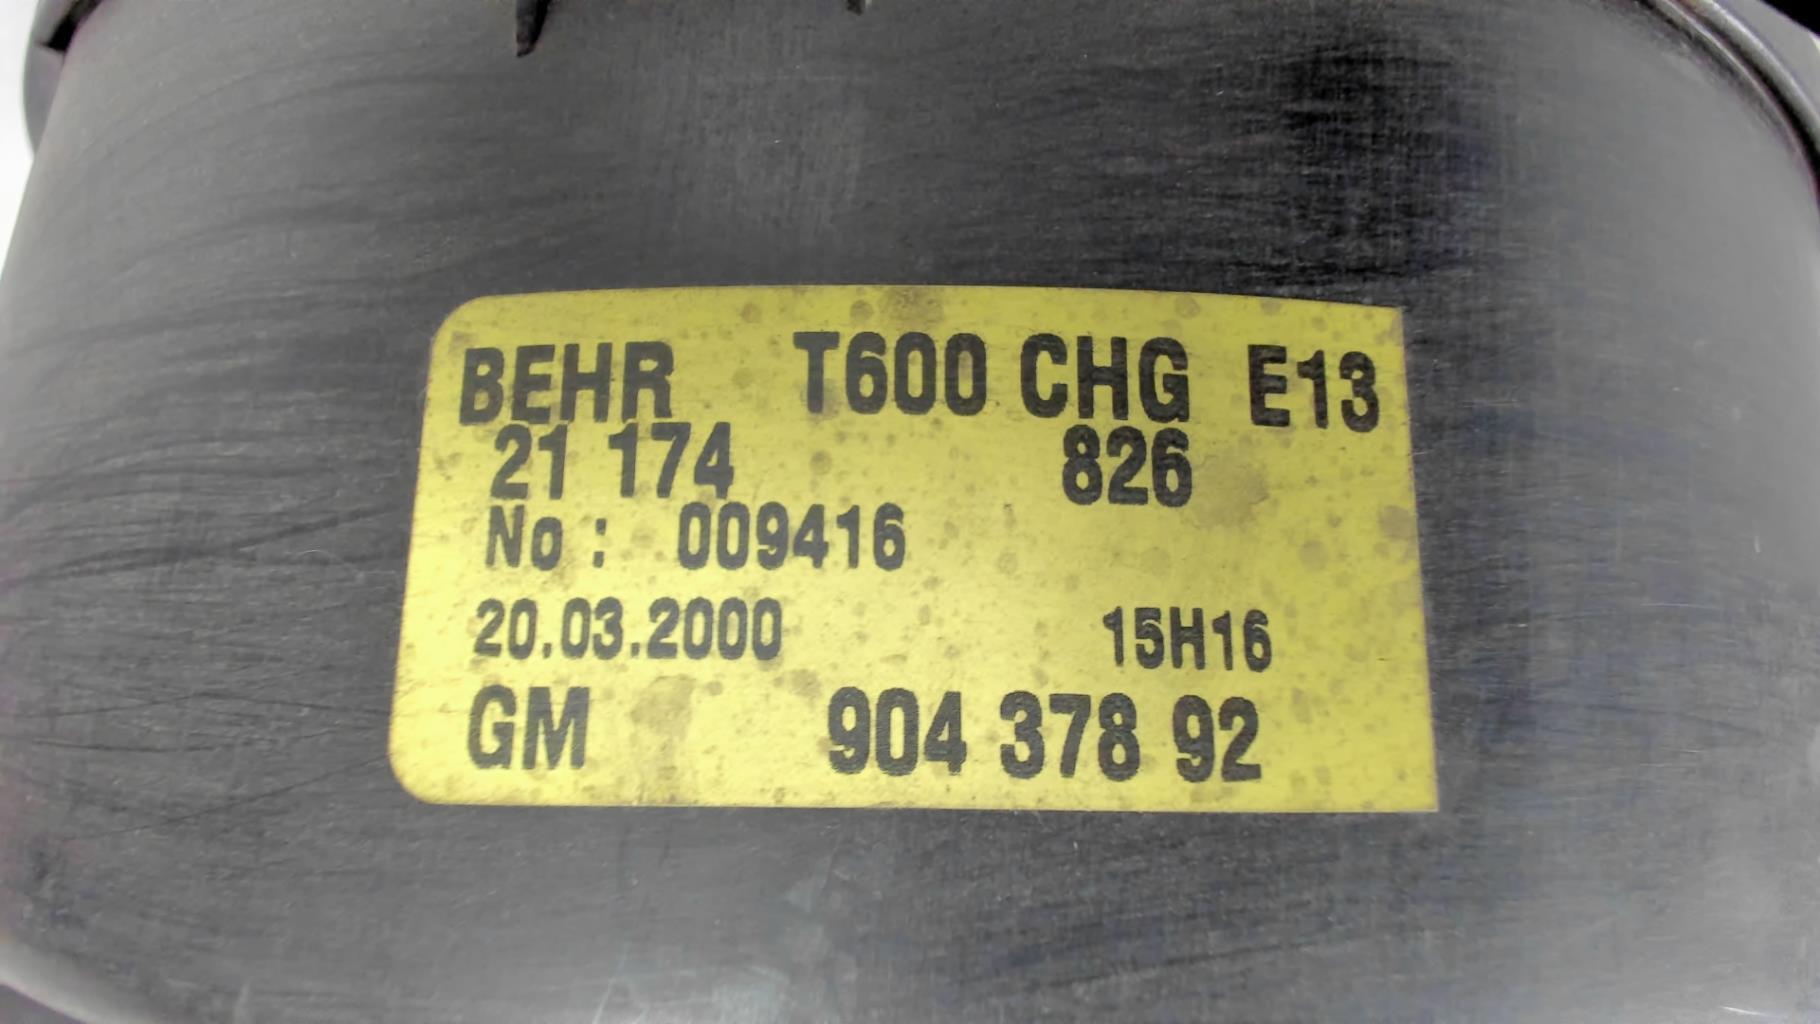 BEHR T600 CHG E13
21 174 826
No : 009416
20.03.2000 15H16
GM 904 378 92